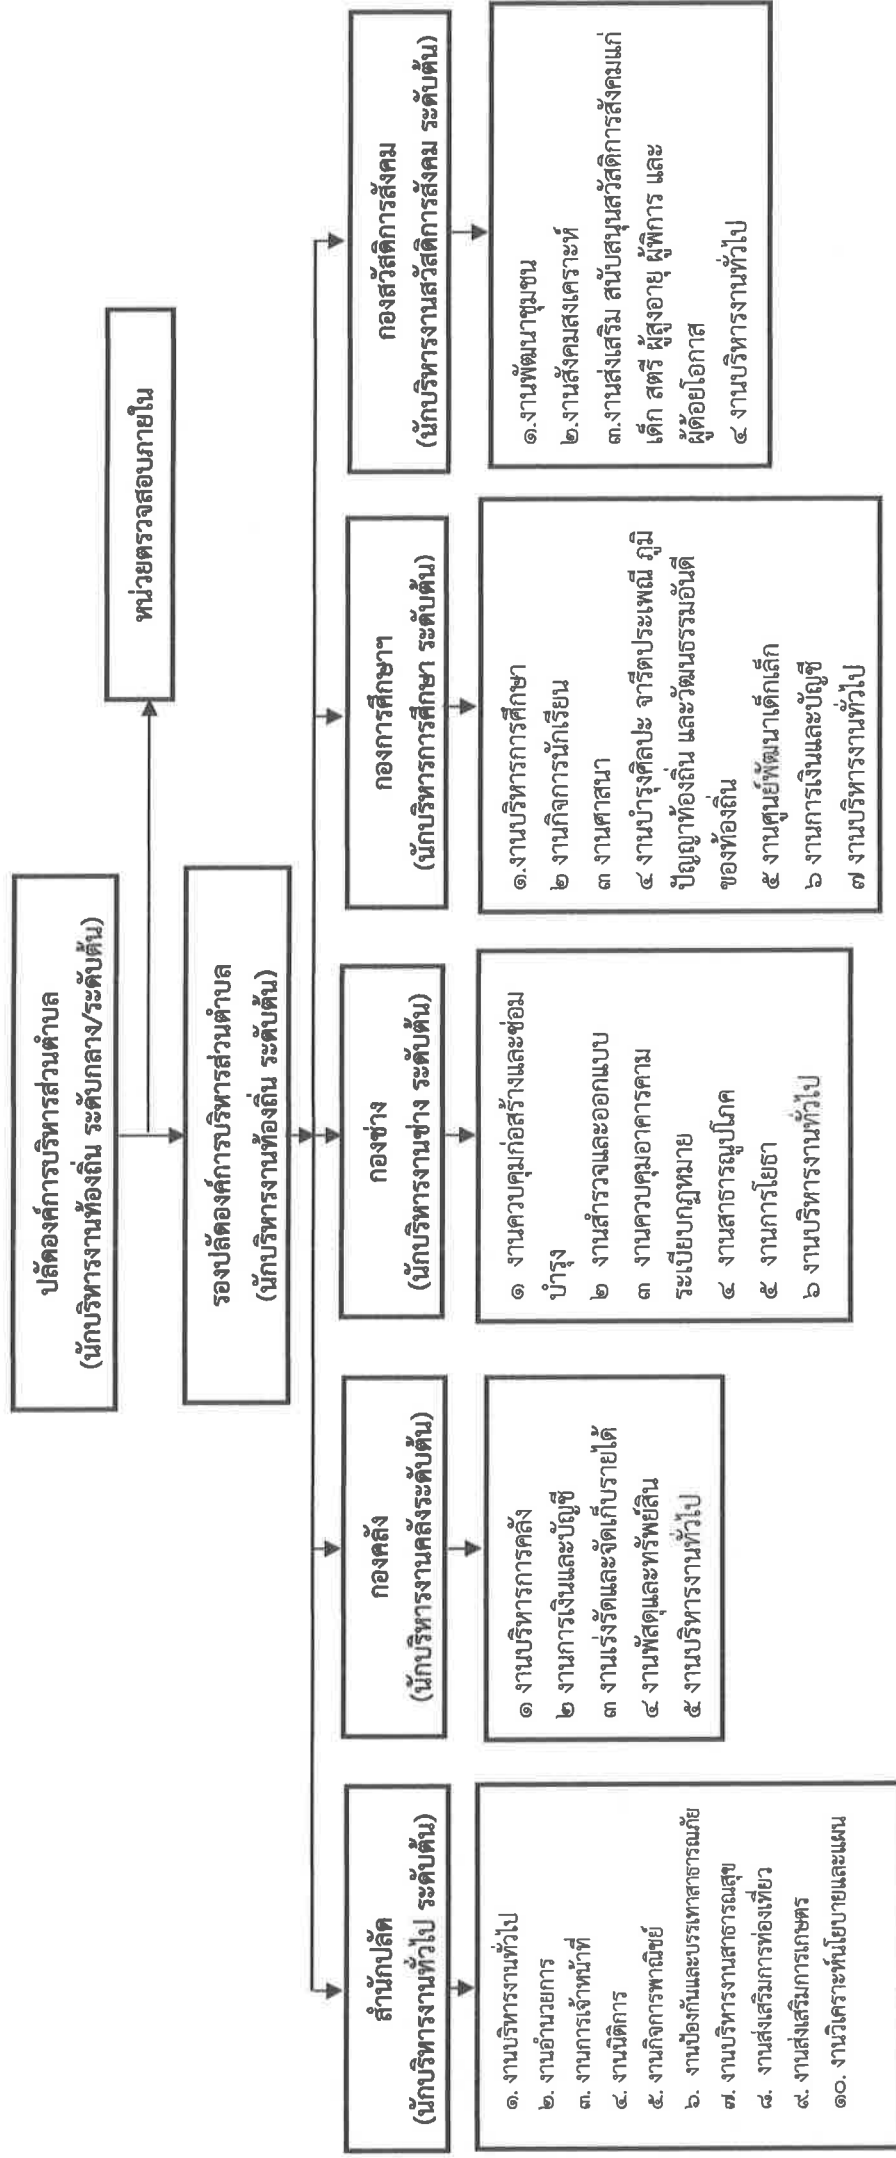 ปลัดองค์การบริหารส่วนตำบล
(นักบริหารงานท้องถิ่น ระดับกลาง/ระดับต้น)
หน่วยตรวจสอบภายใน
รองปลัดองค์การบริหารส่วนตำบล
(นักบริหารงานท้องถิ่น ระดับต้น)
สำนักปลัด
(นักบริหารงานทั่วไป ระดับต้น)
๑. งานบริหารงานทั่วไป
๒. งานอำนวยการ
๓. งานการเจ้าหน้าที่
๔. งานนิติการ
๕. งานกิจการพาณิชย์
๖. งานป้องกันและบรรเทาสาธารณภัย
๗. งานบริหารงานสาธารณสุข
๘. งานส่งเสริมการท่องเที่ยว
๙. งานส่งเสริมการเกษตร
๑๐. งานวิเคราะห์นโยบายและแผน
กองคลัง
(นักบริหารงานคลังระดับต้น)
๑ งานบริหารการคลัง
๒ งานการเงินและบัญชี
๓ งานเร่งรัดและจัดเก็บรายได้
๔ งานพัสดุและทรัพย์สิน
๕ งานบริหารงานทั่วไป
กองช่าง
(นักบริหารงานช่าง ระดับต้น)
๑ งานควบคุมก่อสร้างและซ่อม
บำรุง
๒ งานสำรวจและออกแบบ
๓ งานควบคุมอาคารตาม
ระเบียบกฎหมาย
๔ งานสาธารณูปโภค
๕ งานการโยธา
๖ งานบริหารงานทั่วไป
กองการศึกษาฯ
(นักบริหารการศึกษา ระดับต้น)
๑.งานบริหารการศึกษา
๒ งานกิจการนักเรียน
๓ งานศาสนา
๔ งานบำรุงศิลปะ จารีตประเพณี ภูมิ
ปัญญาท้องถิ่น และวัฒนธรรมอันดี
ของท้องถิ่น
๕ งานศูนย์พัฒนาเด็กเล็ก
๖ งานการเงินและบัญชี
๗ งานบริหารงานทั่วไป
กองสวัสดิการสังคม
(นักบริหารงานสวัสดิการสังคม ระดับต้น)
๑.งานพัฒนาชุมชน
๒.งานสังคมสงเคราะห์
๓.งานส่งเสริม สนับสนุนสวัสดิการสังคมแก่
เด็ก สตรี ผู้สูงอายุ ผู้พิการ และ
ผู้ด้อยโอกาส
๔ งานบริหารงานทั่วไป